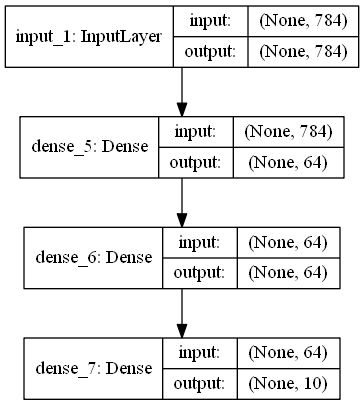 input_1: InputLayer
input: (None, 784)
output: (None, 784)
dense_5: Dense
input: (None, 784)
output: (None, 64)
dense_6: Dense
input: (None, 64)
output: (None, 64)
dense_7: Dense
input: (None, 64)
output: (None, 10)